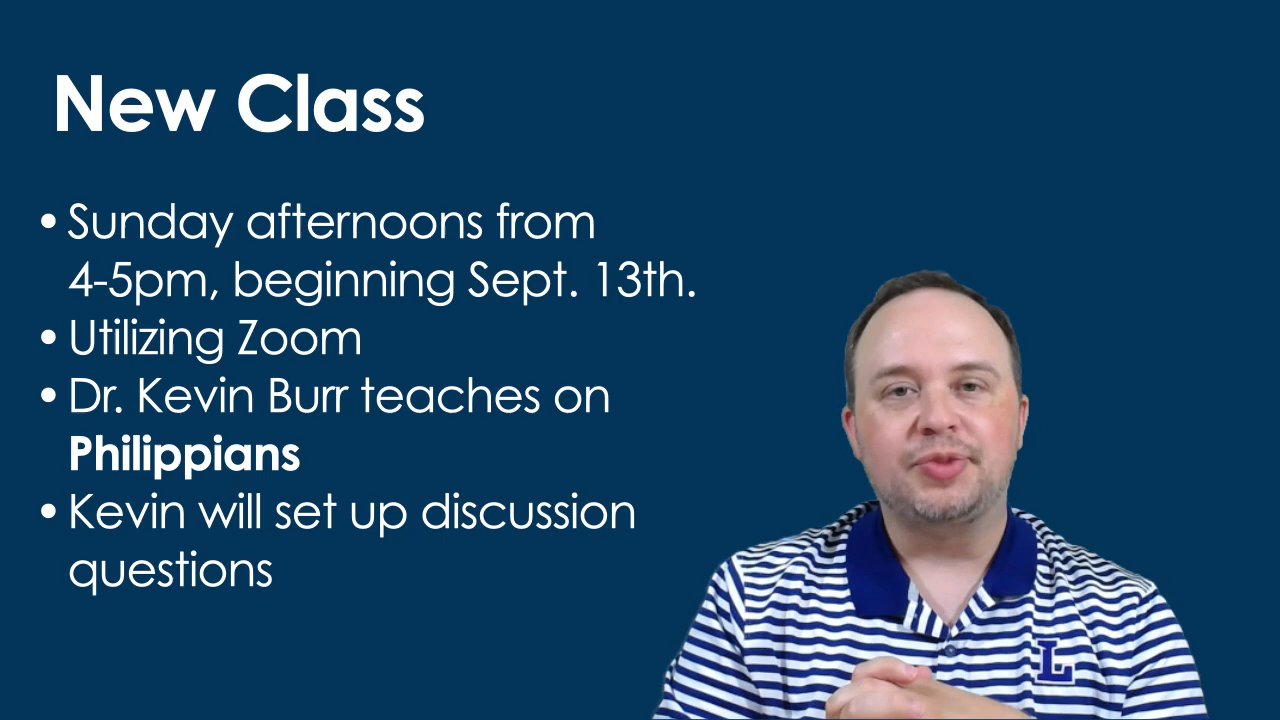 New Class
• Sunday afternoons from
4-5pm, beginning Sept. 13th.
• Utilizing Zoom
• Dr. Kevin Burr teaches on
Philippians
• Kevin will set up discussion
questions
L